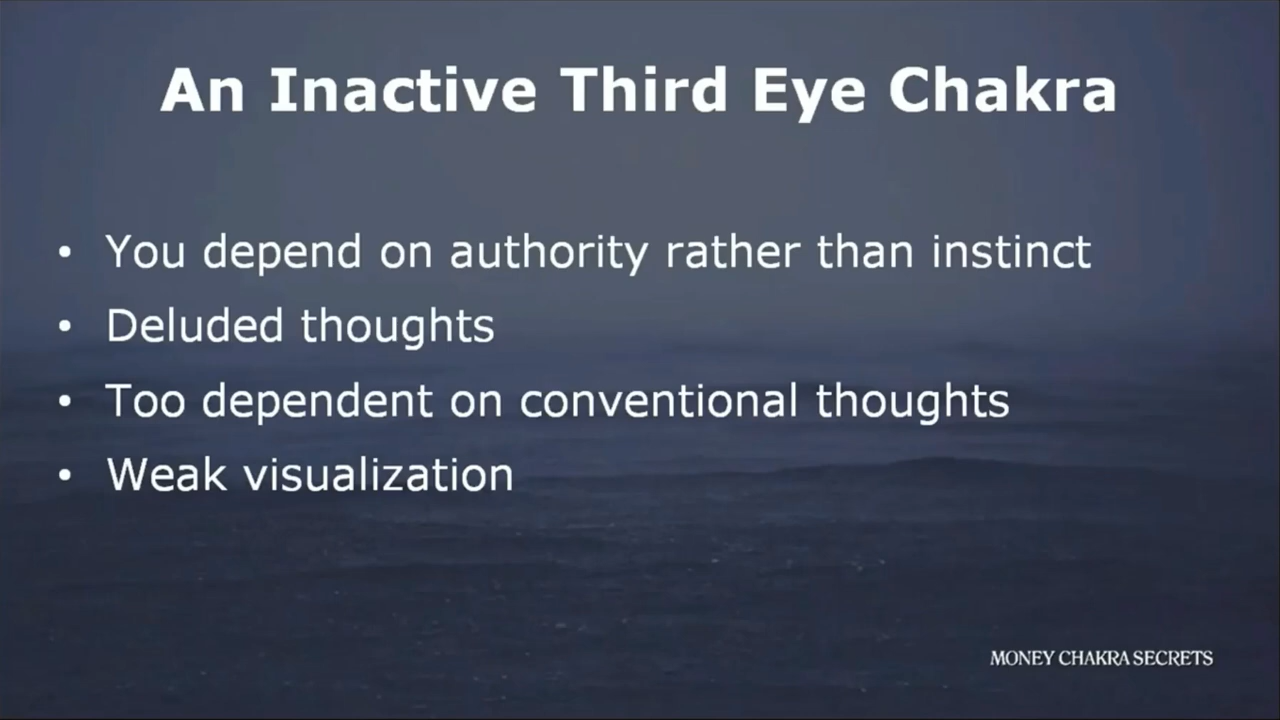 An Inactive Third Eye Chakra
• You depend on authority rather than instinct
• Deluded thoughts
• Too dependent on conventional thoughts
• Weak visualization
MONEY CHAKRA SECRETS